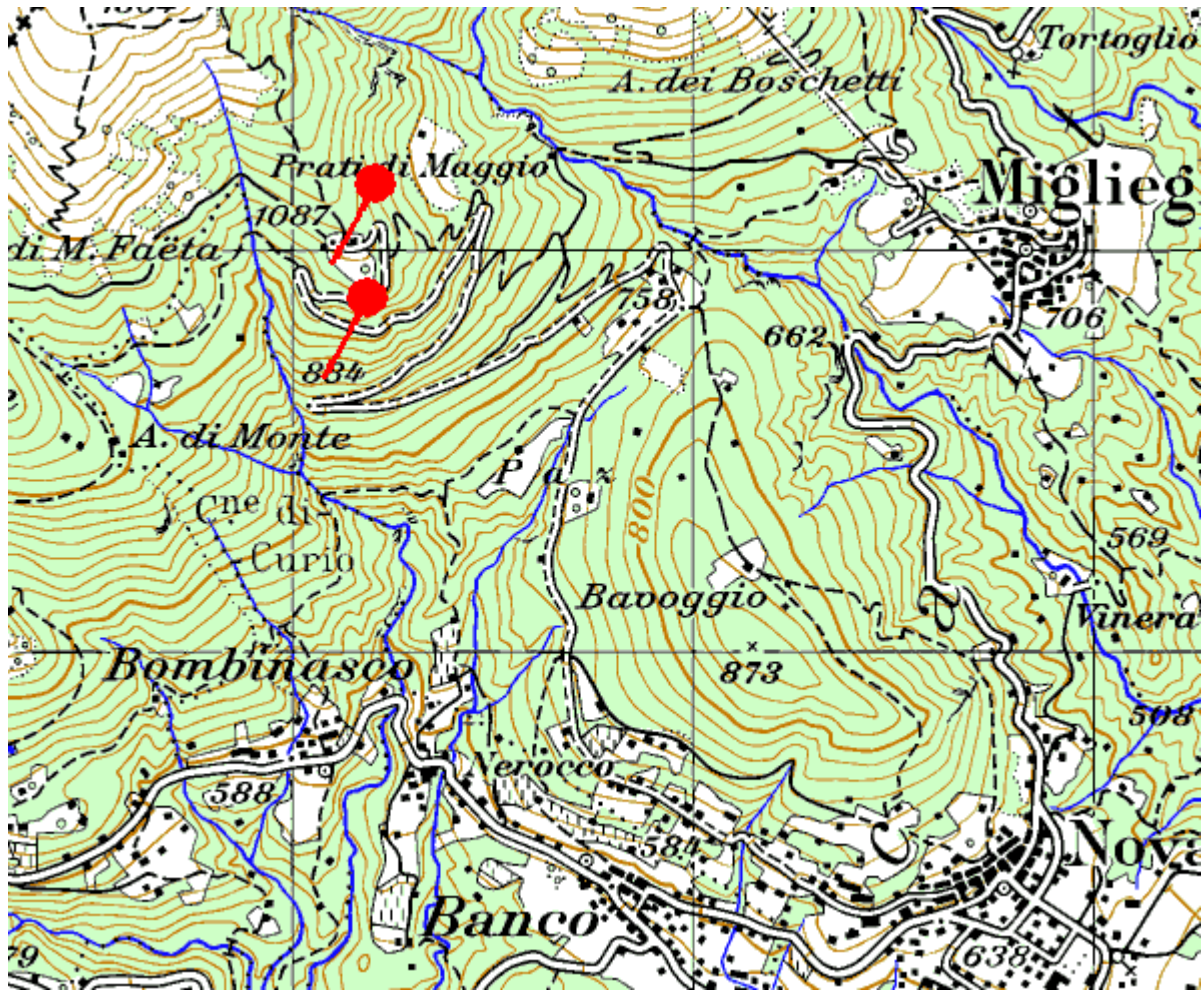 Tortoglio
A. dei Boschetti
Prati di Maggio
Miglieg
1087
di M. Faëta
758
706
662
884
A. di Monte
P a z
Cne di
Curio
800
569
Bavoggio
a
Vinera
Bombinasco
873
508
Nerocco
588
584
C
Nova
Banco
638
79